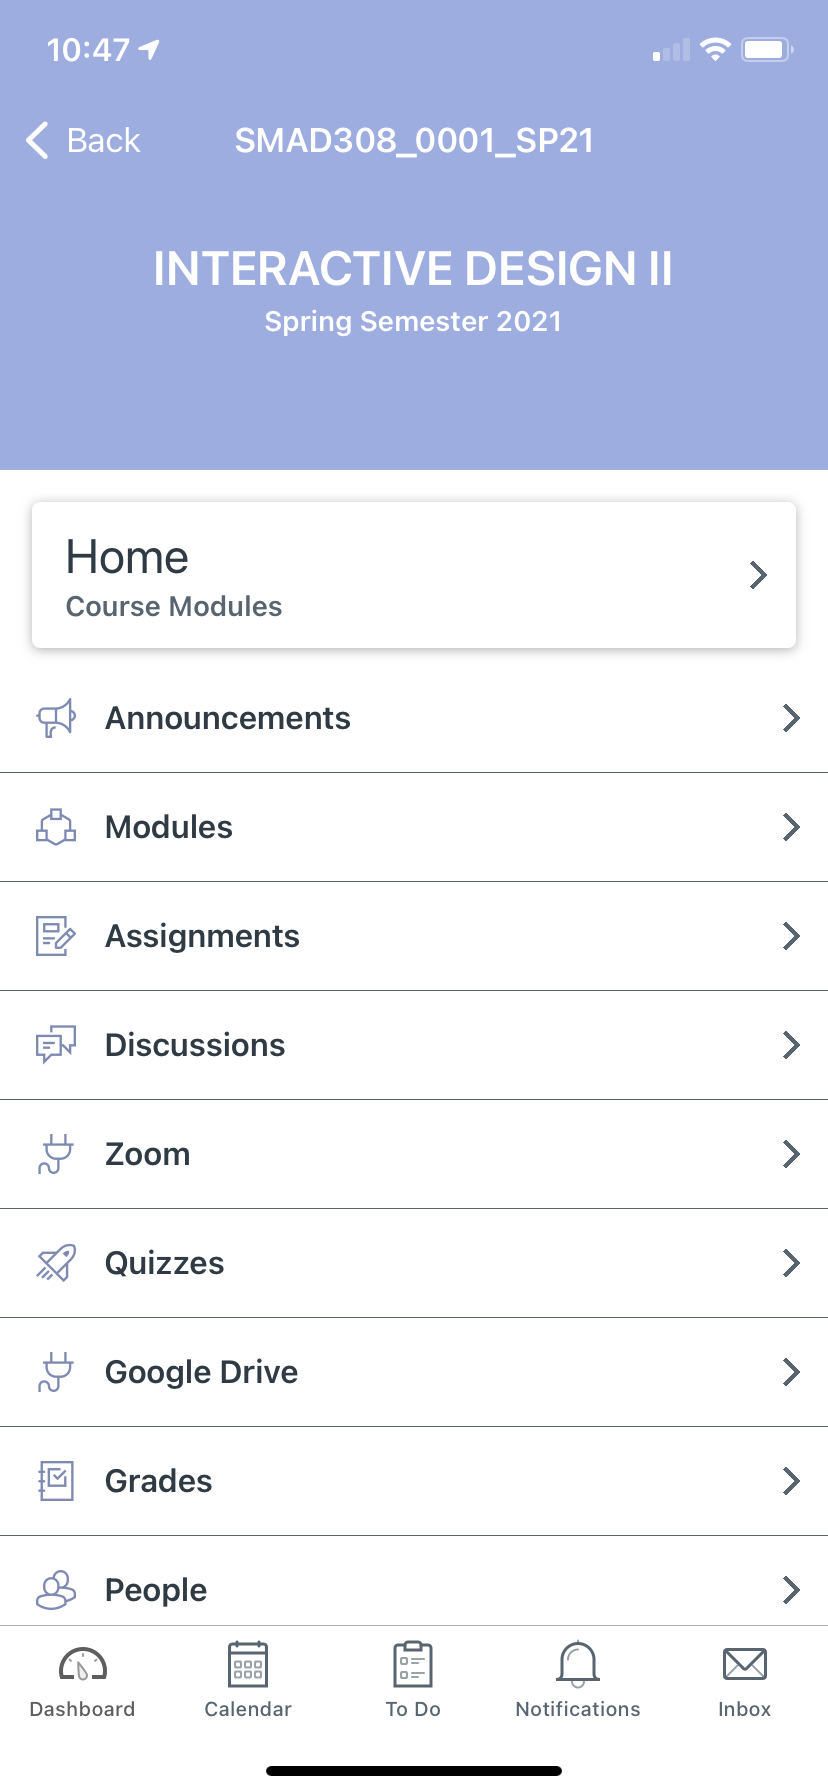 10:47
Back
SMAD308_0001_SP21
INTERACTIVE DESIGN II
Spring Semester 2021
Home
Course Modules
Announcements
Modules
Assignments
Discussions
Zoom
Quizzes
Google Drive
Grades
People
Dashboard
Calendar
To Do
Notifications
Inbox